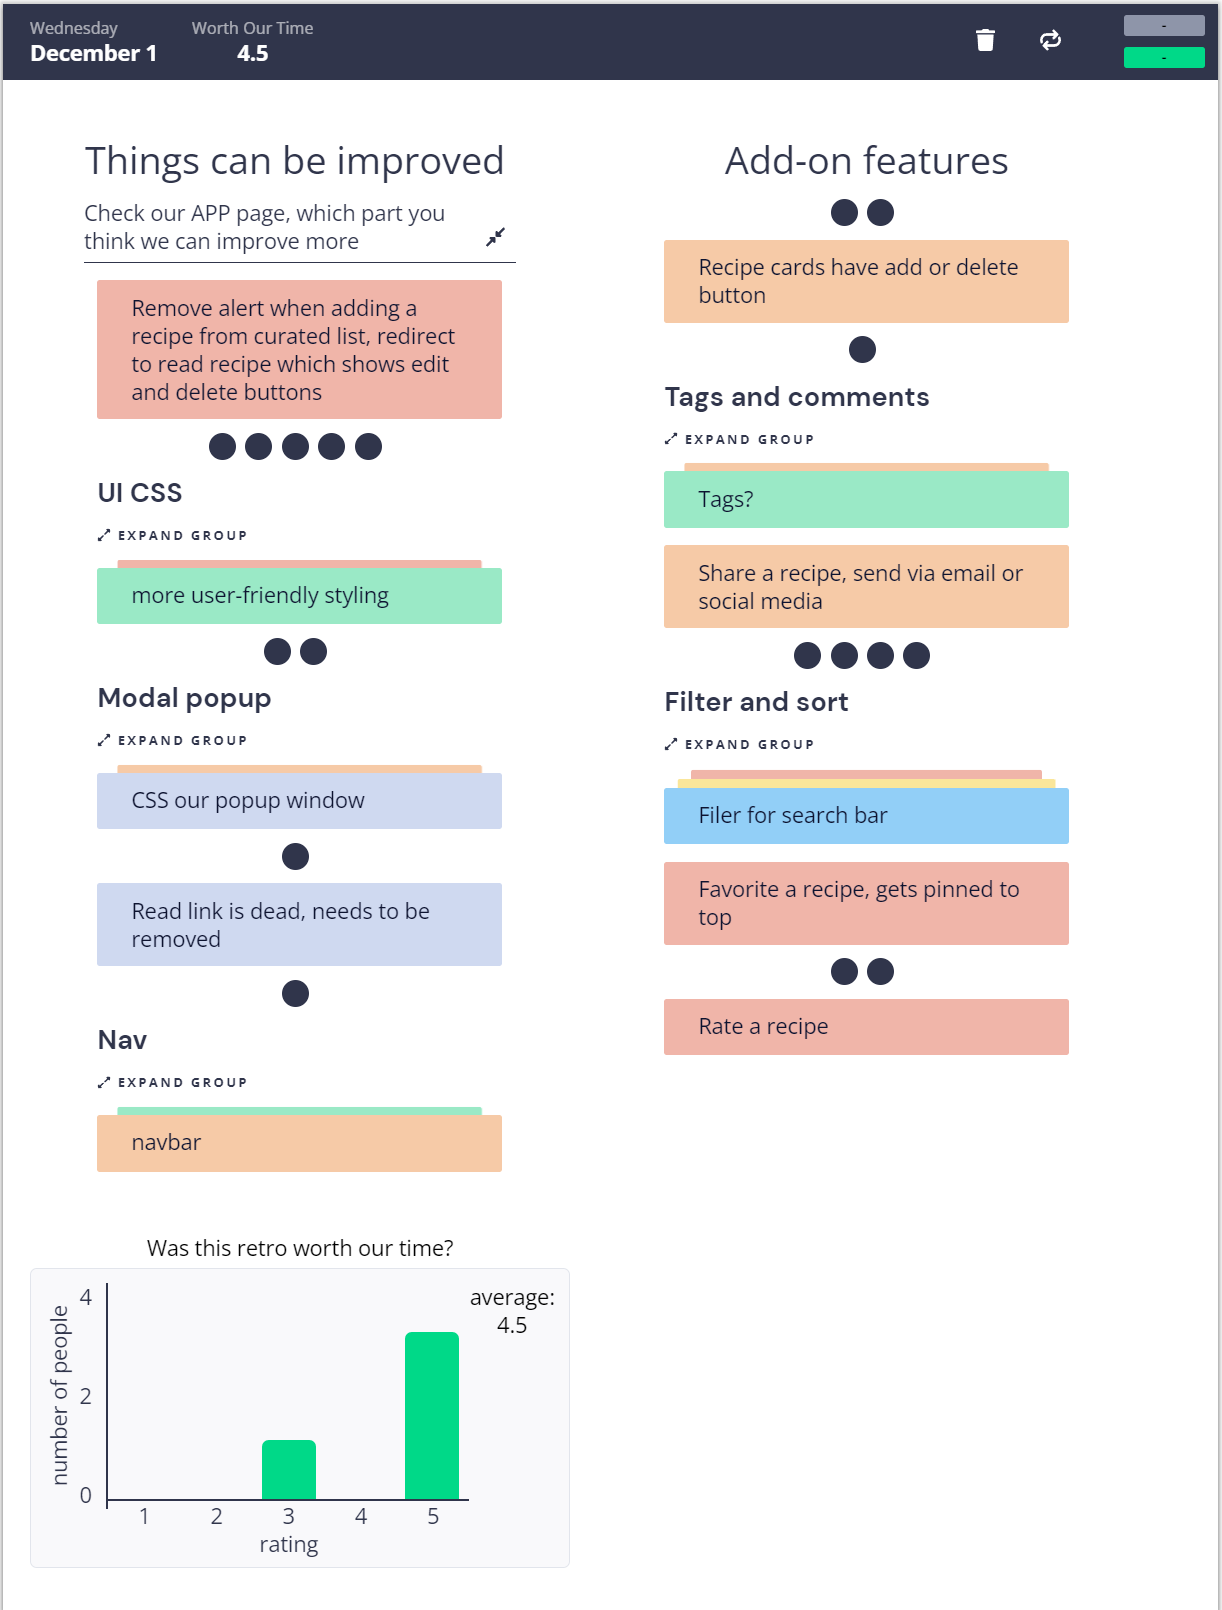 Wednesday
December 1
Worth Our Time
4.5
-
-
Things can be improved
Check our APP page, which part you
think we can improve more
Remove alert when adding a
recipe from curated list, redirect
to read recipe which shows edit
and delete buttons
UI CSS
EXPAND GROUP
more user-friendly styling
Modal popup
EXPAND GROUP
CSS our popup window
Read link is dead, needs to be
removed
Nav
EXPAND GROUP
navbar
Add-on features
Recipe cards have add or delete
button
Tags and comments
EXPAND GROUP
Tags?
Share a recipe, send via email or
social media
Filter and sort
EXPAND GROUP
Filer for search bar
Favorite a recipe, gets pinned to
top
Rate a recipe
Was this retro worth our time?
number of people
4
2
0
average:
4.5
1 2 3 4 5
rating